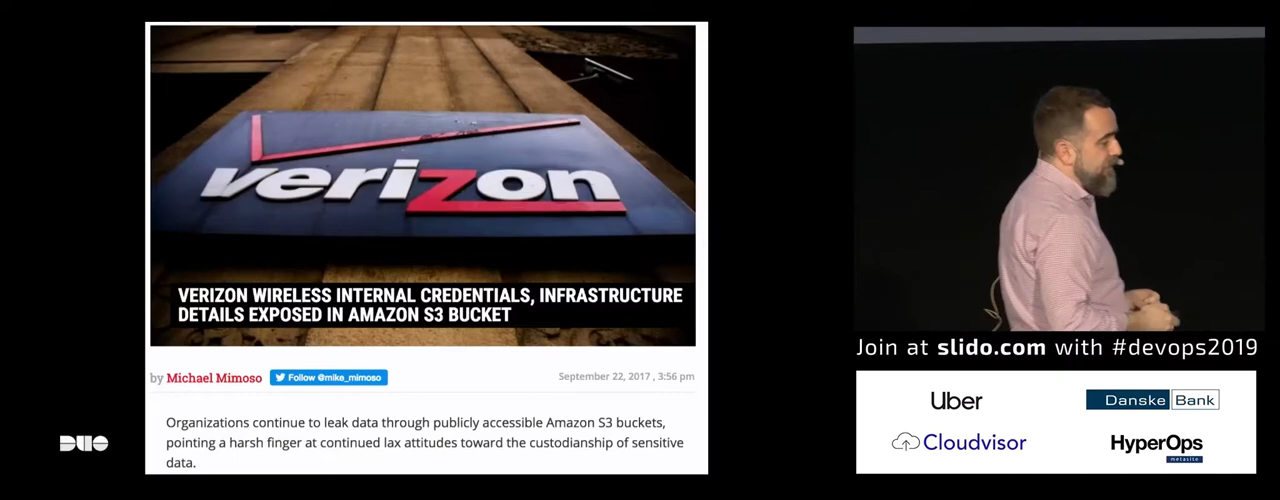 verizon
VERIZON WIRELESS INTERNAL CREDENTIALS, INFRASTRUCTURE
DETAILS EXPOSED IN AMAZON S3 BUCKET
by Michael Mimoso
Follow @mike_mimoso
September 22, 2017 , 3:56 pm
Organizations continue to leak data through publicly accessible Amazon S3 buckets,
pointing a harsh finger at continued lax attitudes toward the custodianship of sensitive
data.
DUO
Join at slido.com with #devops2019
Uber
Danske Bank
Cloudvisor
HyperOps
metasite